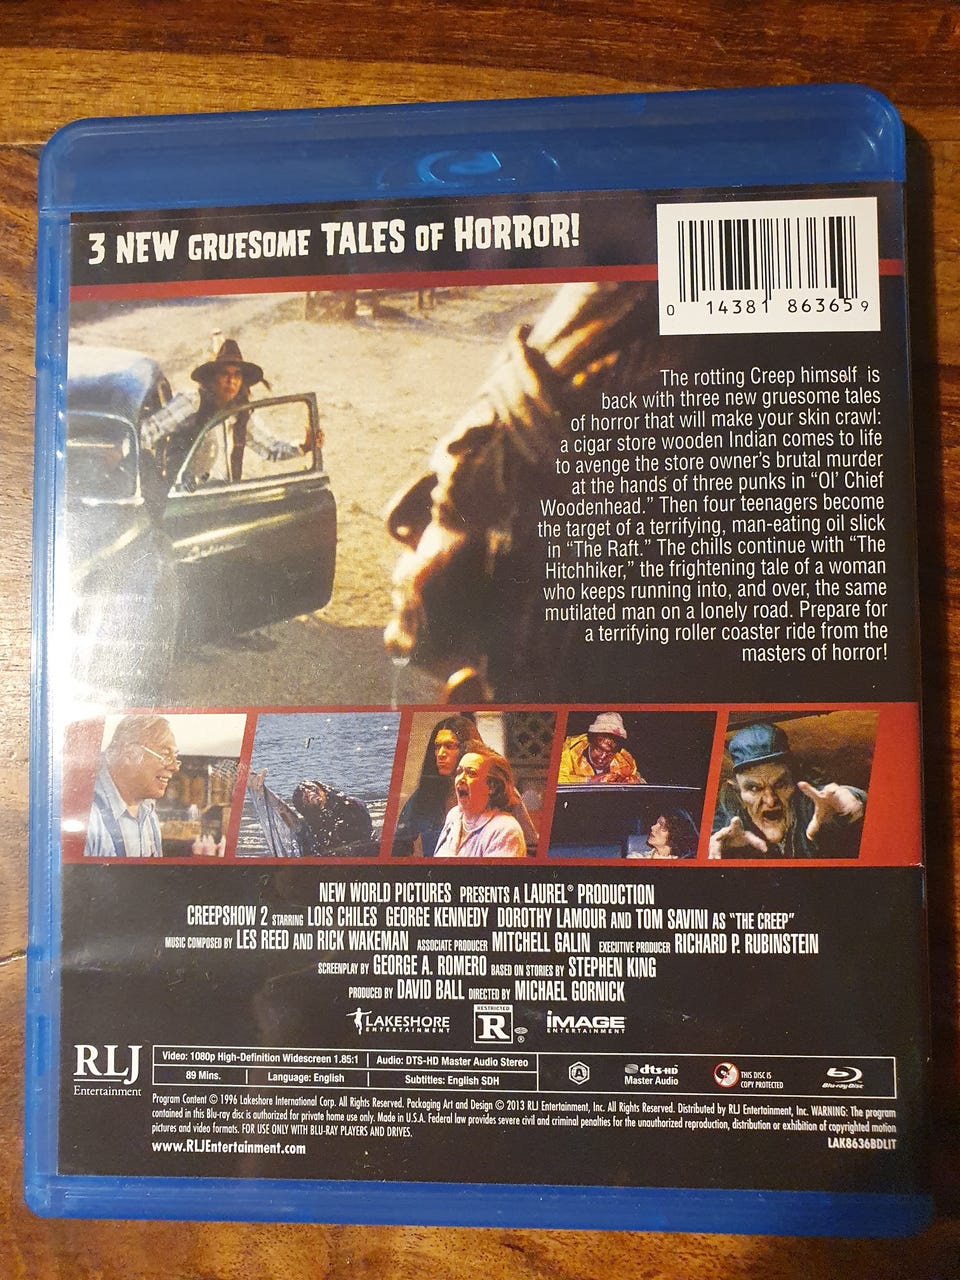 3 NEW GRUESOME TALES OF HORROR!
0 14381 86365 9
The rotting Creep himself is
back with three new gruesome tales
of horror that will make your skin crawl:
a cigar store wooden Indian comes to life
to avenge the store owner's brutal murder
at the hands of three punks in "Ol' Chief
Woodenhead." Then four teenagers become
the target of a terrifying, man-eating oil slick
in "The Raft." The chills continue with "The
Hitchhiker," the frightening tale of a woman
who keeps running into, and over, the same
mutilated man on a lonely road. Prepare for
a terrifying roller coaster ride from the
masters of horror!
NEW WORLD PICTURES PRESENTS A LAUREL® PRODUCTION
CREEPSHOW 2 STARRING LOIS CHILES GEORGE KENNEDY DOROTHY LAMOUR AND TOM SAVINI AS "THE CREEP"
MUSIC COMPOSED BY LES REED AND RICK WAKEMAN ASSOCIATE PRODUCER MITCHELL GALIN EXECUTIVE PRODUCER RICHARD P. RUBINSTEIN
SCREENPLAY BY GEORGE A. ROMERO BASED ON STORIES BY STEPHEN KING
PRODUCED BY DAVID BALL DIRECTED BY MICHAEL GORNICK
LAKESHORE ENTERTAINMENT
RESTRICTED R ®
iMAGE ENTERTAINMENT
RLJ Entertainment
Video: 1080p High-Definition Widescreen 1.85:1 Audio: DTS-HD Master Audio Stereo
89 Mins. Language: English Subtitles: English SDH
A
dts-HD Master Audio
THIS DISC IS COPY PROTECTED
Blu-ray Disc
Program Content © 1996 Lakeshore International Corp. All Rights Reserved. Packaging Art and Design © 2013 RLJ Entertainment, Inc. All Rights Reserved. Distributed by RLJ Entertainment, Inc. WARNING: The program
contained in this Blu-ray disc is authorized for private home use only. Made in U.S.A. Federal law provides severe civil and criminal penalties for the unauthorized reproduction, distribution or exhibition of copyrighted motion
pictures and video formats. FOR USE ONLY WITH BLU-RAY PLAYERS AND DRIVES.
www.RLJEntertainment.com
LAK8636BDLIT